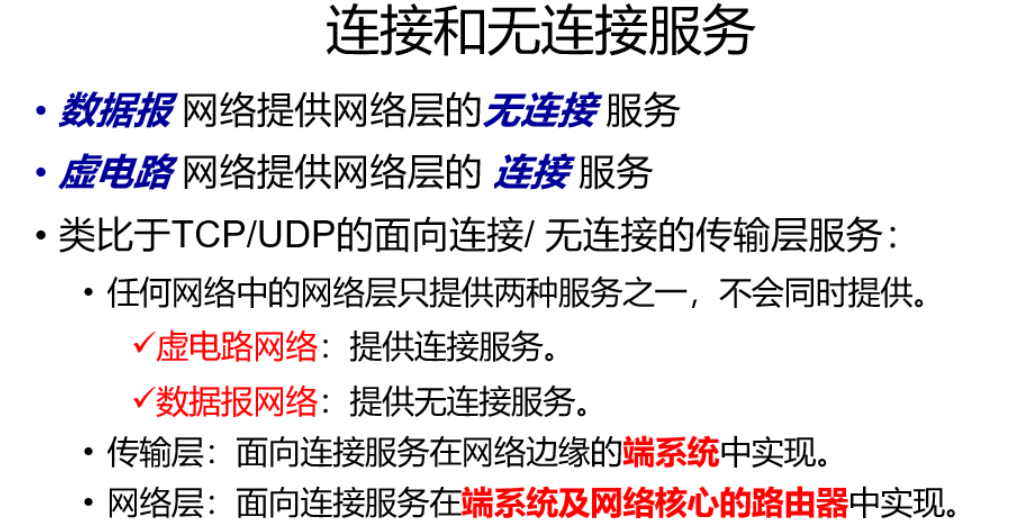 连接和无连接服务
• 数据报 网络提供网络层的无连接 服务
• 虚电路 网络提供网络层的 连接 服务
• 类比于TCP/UDP的面向连接/ 无连接的传输层服务：
• 任何网络中的网络层只提供两种服务之一，不会同时提供。
✓虚电路网络：提供连接服务。
✓数据报网络：提供无连接服务。
• 传输层：面向连接服务在网络边缘的端系统中实现。
• 网络层：面向连接服务在端系统及网络核心的路由器中实现。